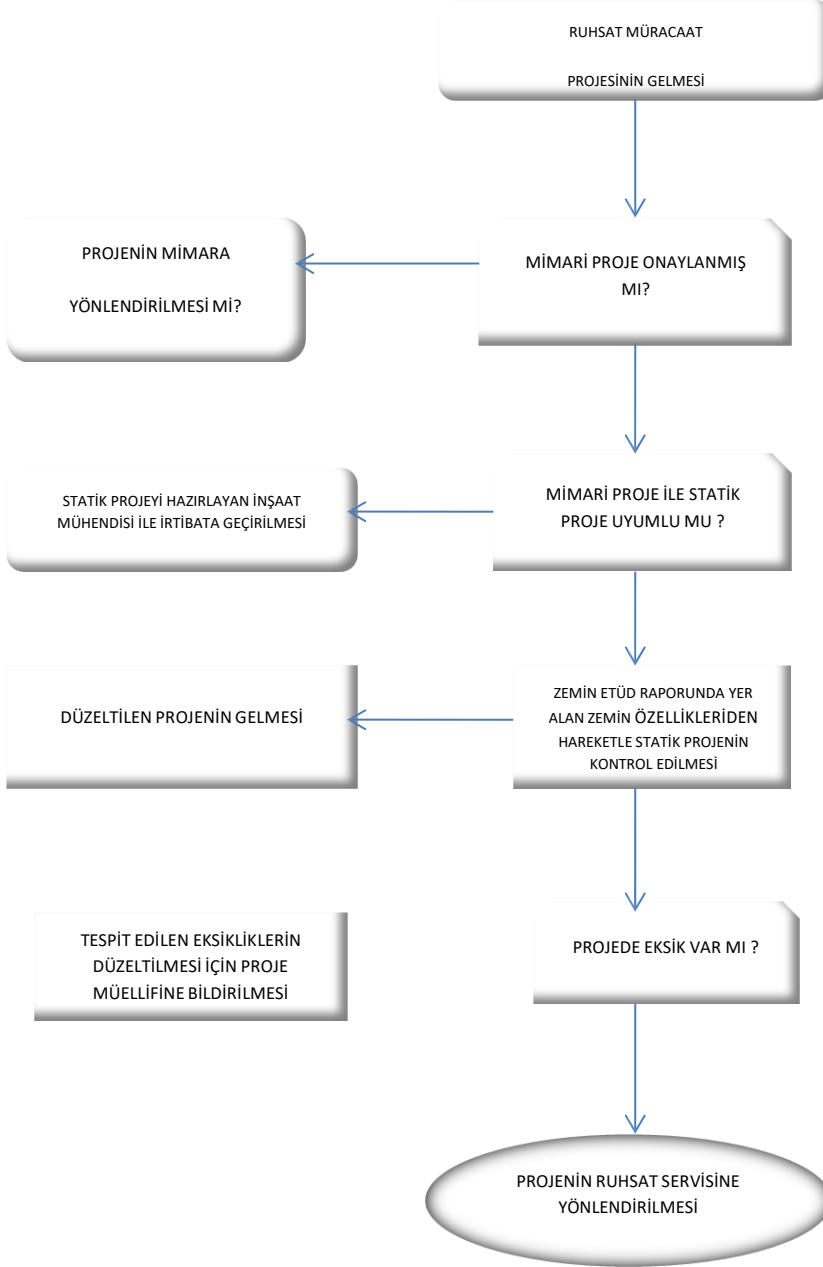 RUHSAT MÜRACAAT
PROJESİNİN GELMESİ
MİMARİ PROJE ONAYLANMIŞ
MI?
PROJENİN MİMARA
YÖNLENDİRİLMESİ Mİ?
MİMARİ PROJE İLE STATİK
PROJE UYUMLU MU ?
STATİK PROJEYİ HAZIRLAYAN İNŞAAT
MÜHENDİSİ İLE İRTİBATA GEÇİRİLMESİ
ZEMİN ETÜD RAPORUNDA YER
ALAN ZEMİN ÖZELLİKLERİDEN
HAREKETLE STATİK PROJENİN
KONTROL EDİLMESİ
DÜZELTİLEN PROJENİN GELMESİ
PROJEDE EKSİK VAR MI ?
TESPİT EDİLEN EKSİKLİKLERİN
DÜZELTİLMESİ İÇİN PROJE
MÜELLİFİNE BİLDİRİLMESİ
PROJENİN RUHSAT SERVİSİNE
YÖNLENDİRİLMESİ